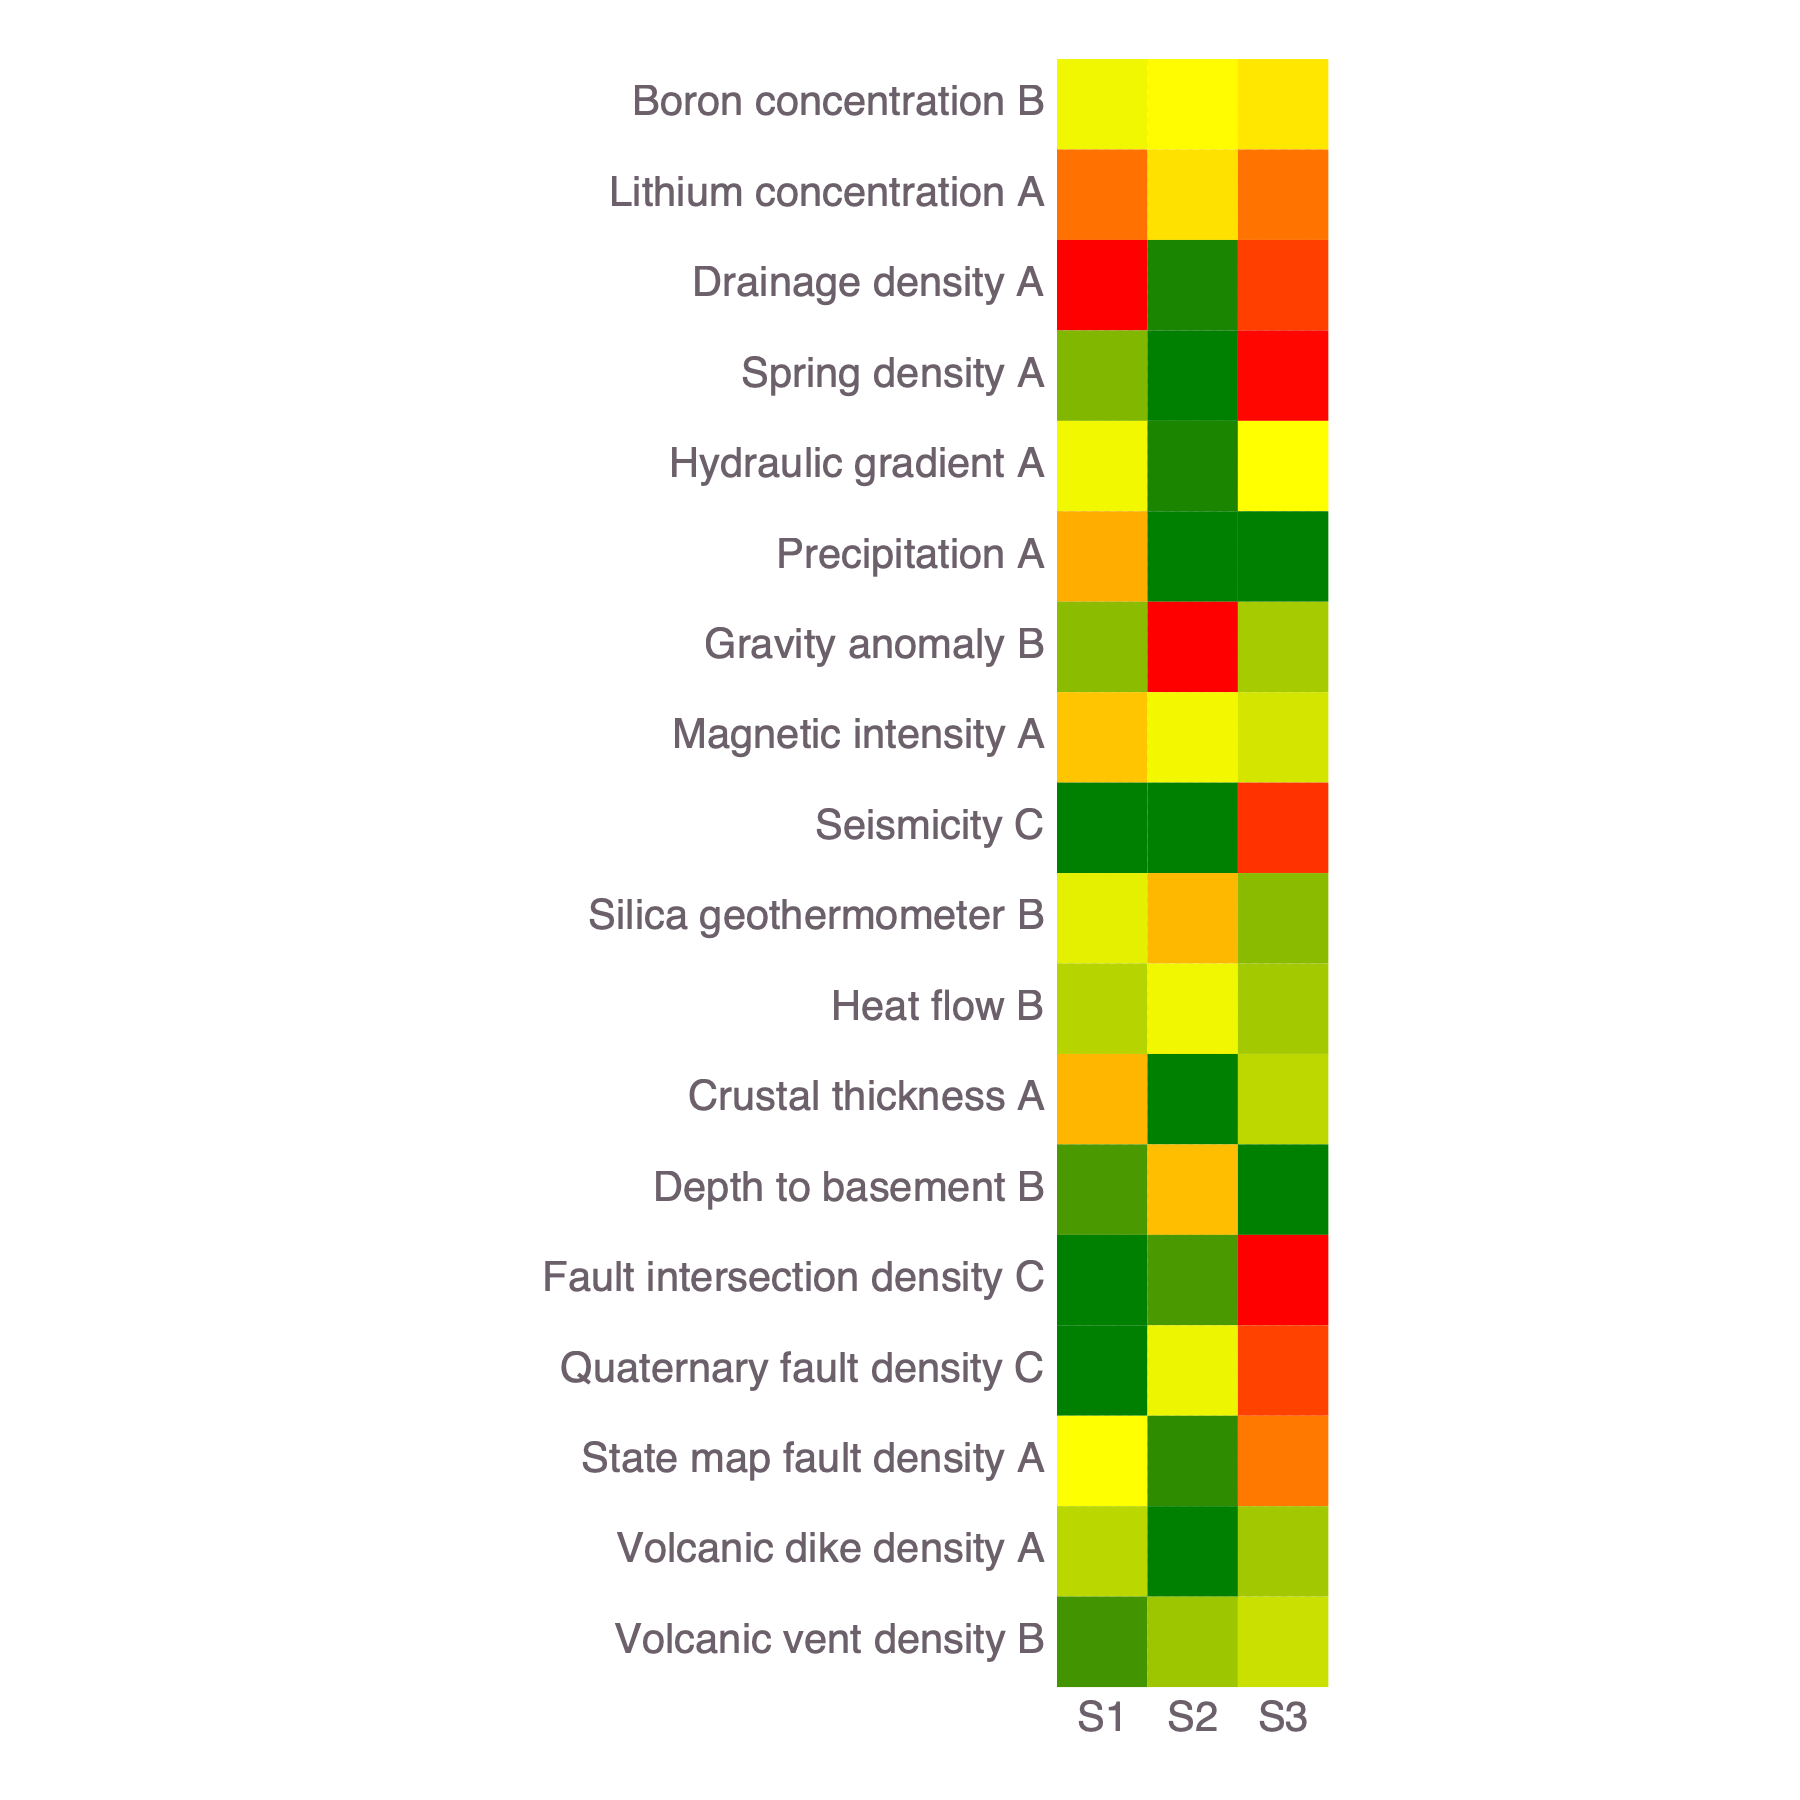 Boron concentration B
Lithium concentration A
Drainage density A
Spring density A
Hydraulic gradient A
Precipitation A
Gravity anomaly B
Magnetic intensity A
Seismicity C
Silica geothermometer B
Heat flow B
Crustal thickness A
Depth to basement B
Fault intersection density C
Quaternary fault density C
State map fault density A
Volcanic dike density A
Volcanic vent density B
S1 S2 S3